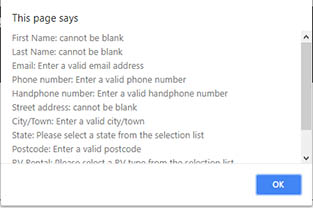 This page says
First Name: cannot be blank
Last Name: cannot be blank
Email: Enter a valid email address
Phone number: Enter a valid phone number
Handphone number: Enter a valid handphone number
Street address: cannot be blank
City/Town: Enter a valid city/town
State: Please select a state from the selection list
Postcode: Enter a valid postcode
RV Rental: Please select a RV type from the selection list
OK